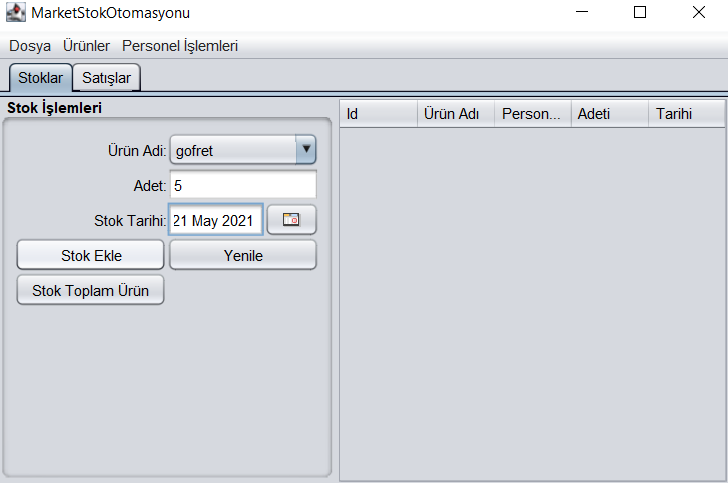 MarketStokOtomasyonu
Dosya Ürünler Personel İşlemleri
Stoklar Satışlar
Stok İşlemleri
Ürün Adi: gofret
Adet: 5
Stok Tarihi: 21 May 2021
Stok Ekle Yenile
Stok Toplam Ürün
Id Ürün Adı Person... Adeti Tarihi